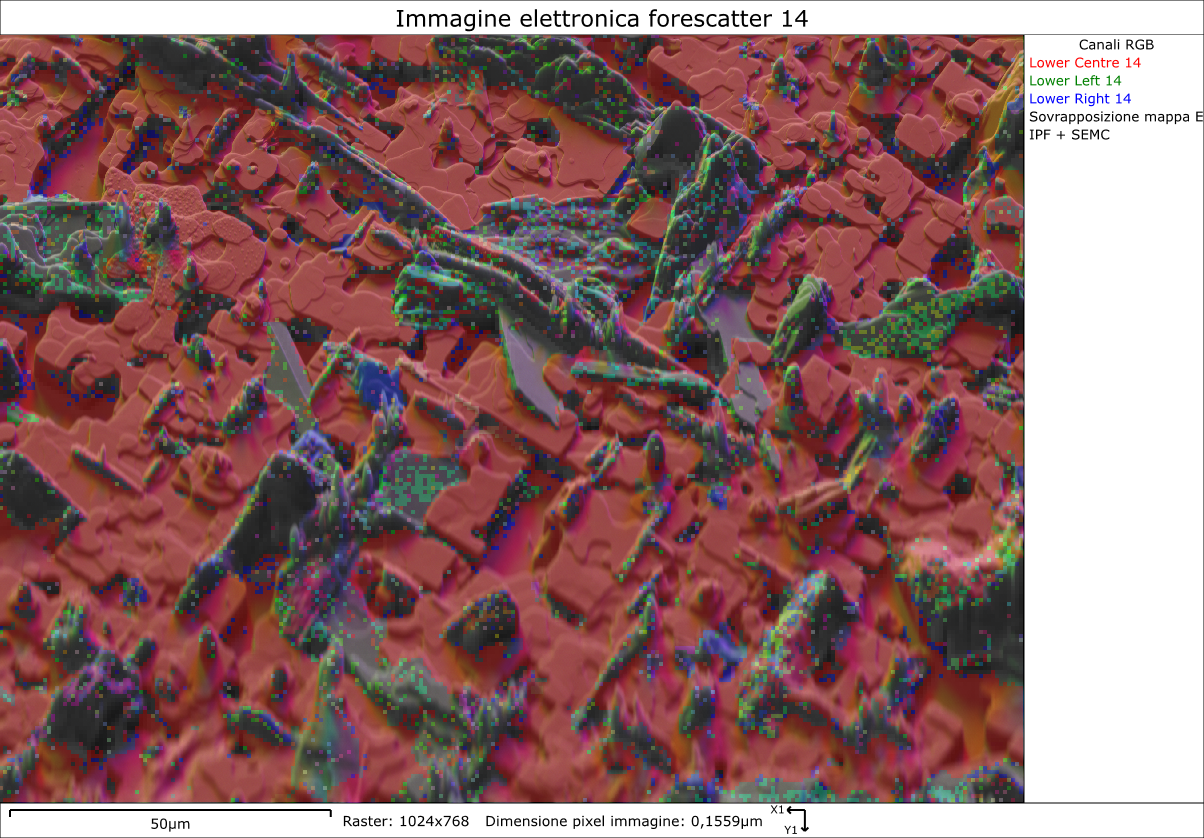 Immagine elettronica forescatter 14
Canali RGB
Lower Centre 14
Lower Left 14
Lower Right 14
Sovrapposizione mappa E
IPF + SEMC
50µm
Raster: 1024x768 Dimensione pixel immagine: 0,1559µm
X1
Y1